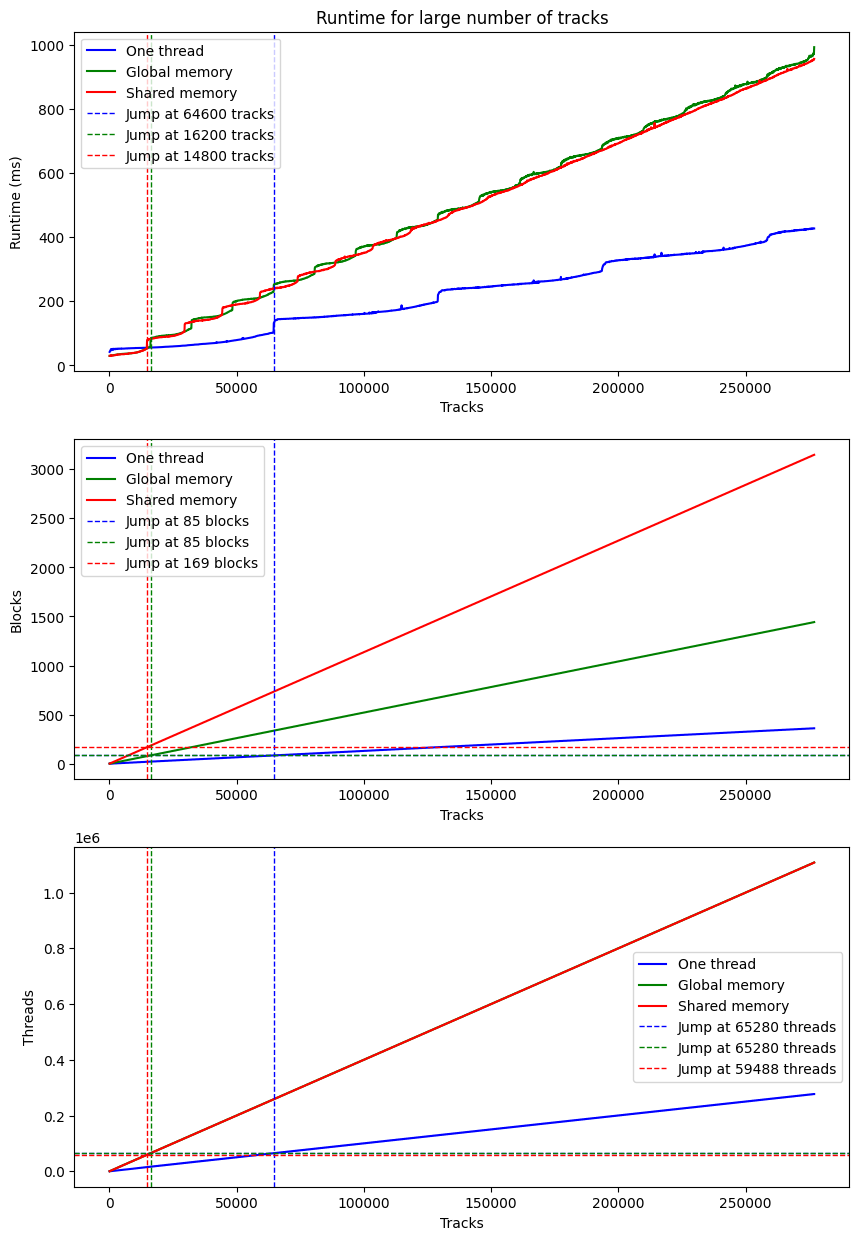 Runtime for large number of tracks
1000
800
600
400
200
0
Runtime (ms)
One thread
Global memory
Shared memory
Jump at 64600 tracks
Jump at 16200 tracks
Jump at 14800 tracks
0 50000 100000 150000 200000 250000
Tracks
3000
2500
2000
1500
1000
500
0
Blocks
One thread
Global memory
Shared memory
Jump at 85 blocks
Jump at 85 blocks
Jump at 169 blocks
0 50000 100000 150000 200000 250000
Tracks
1e6
1.0
0.8
0.6
0.4
0.2
0.0
Threads
One thread
Global memory
Shared memory
Jump at 65280 threads
Jump at 65280 threads
Jump at 59488 threads
0 50000 100000 150000 200000 250000
Tracks